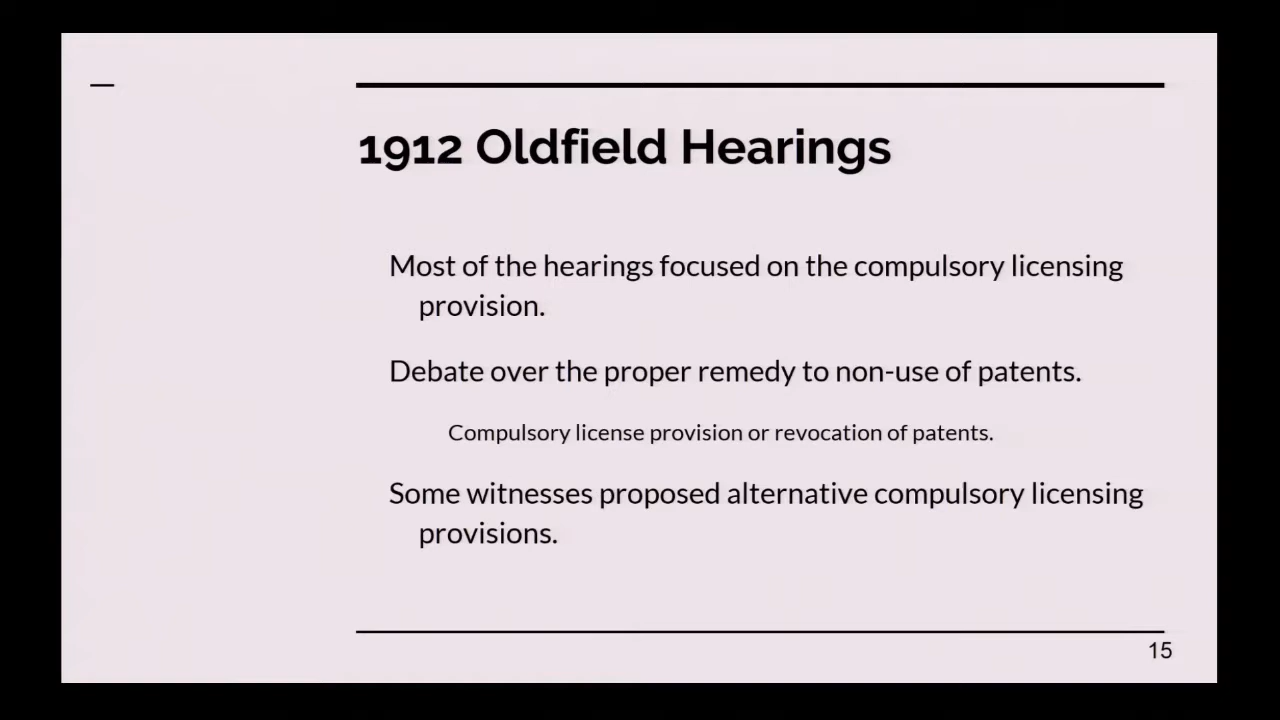 1912 Oldfield Hearings
Most of the hearings focused on the compulsory licensing
provision.
Debate over the proper remedy to non-use of patents.
Compulsory license provision or revocation of patents.
Some witnesses proposed alternative compulsory licensing
provisions.
15